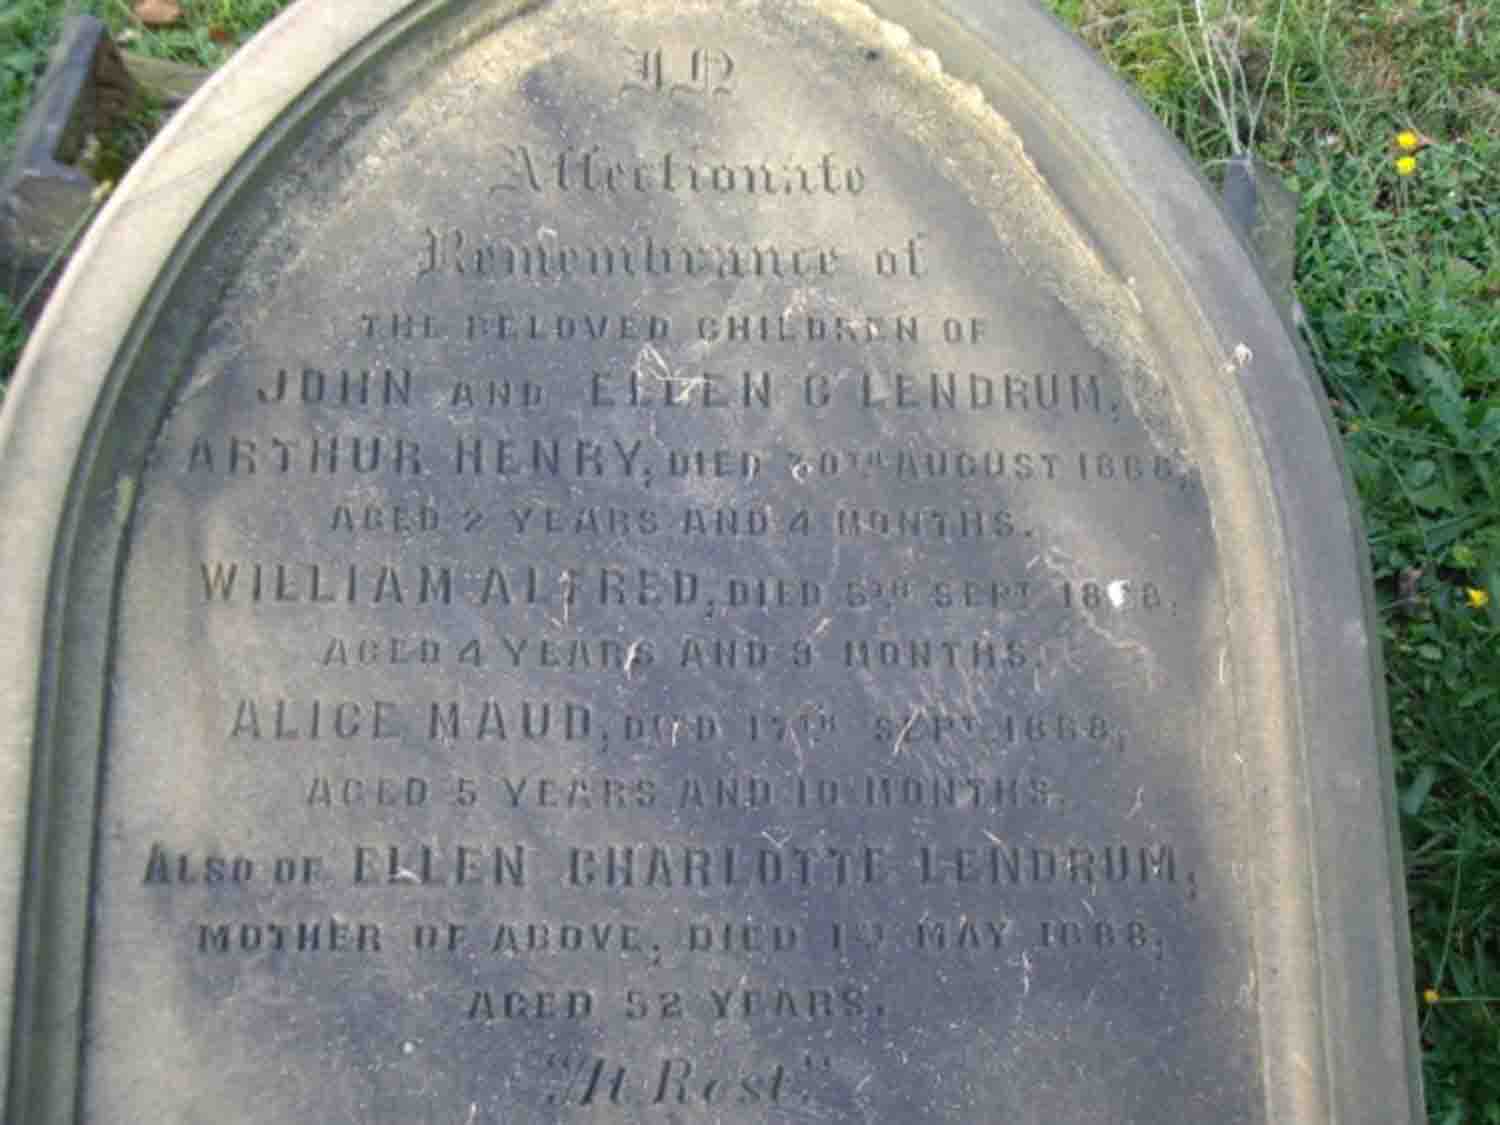 In
Affectionate
Remembrance of
THE BELOVED CHILDREN OF
JOHN AND ELLEN C LENDRUM,
ARTHUR HENRY, DIED AUGUST 1868,
AGED 2 YEARS AND 4 MONTHS.
WILLIAM ALFRED, DIED SEPT 1868,
AGED 4 YEARS AND 9 MONTHS.
ALICE MAUD, DIED 17TH SEPT 1868,
AGED 5 YEARS AND 10 MONTHS.
ALSO OF ELLEN CHARLOTTE LENDRUM,
MOTHER OF ABOVE, DIED MAY 1888,
AGED 52 YEARS.
"At Rest."